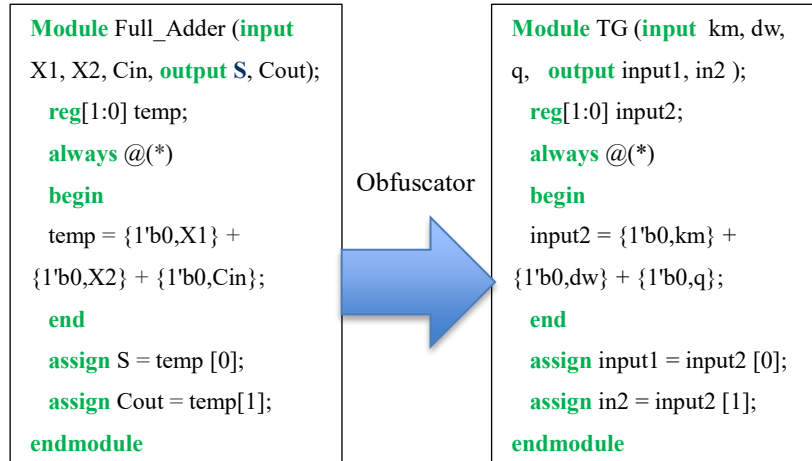 Module Full_Adder (input
X1, X2, Cin, output S, Cout);
reg[1:0] temp;
always @(*)
begin
temp = {1'b0,X1} +
{1'b0,X2} + {1'b0,Cin};
end
assign S = temp [0];
assign Cout = temp[1];
endmodule
Obfuscator
Module TG (input km, dw,
q, output input1, in2 );
reg[1:0] input2;
always @(*)
begin
input2 = {1'b0,km} +
{1'b0,dw} + {1'b0,q};
end
assign input1 = input2 [0];
assign in2 = input2 [1];
endmodule